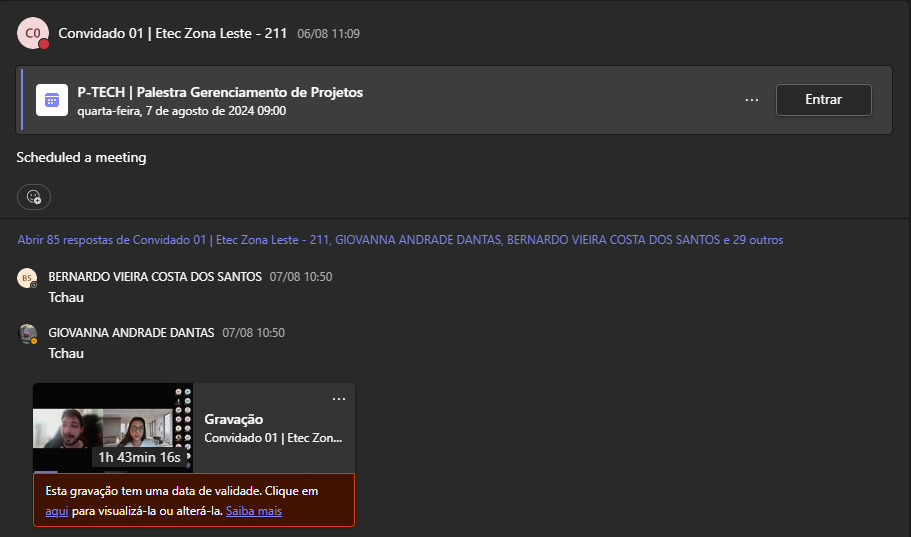 C0
Convidado 01 | Etec Zona Leste - 211 06/08 11:09
P-TECH | Palestra Gerenciamento de Projetos
quarta-feira, 7 de agosto de 2024 09:00
... Entrar
Scheduled a meeting
Abrir 85 respostas de Convidado 01 | Etec Zona Leste - 211, GIOVANNA ANDRADE DANTAS, BERNARDO VIEIRA COSTA DOS SANTOS e 29 outros
BS
BERNARDO VIEIRA COSTA DOS SANTOS 07/08 10:50
Tchau
GIOVANNA ANDRADE DANTAS 07/08 10:50
Tchau
...
Gravação
Convidado 01 | Etec Zon...
1h 43min 16s
Esta gravação tem uma data de validade. Clique em
aqui para visualizá-la ou alterá-la. Saiba mais